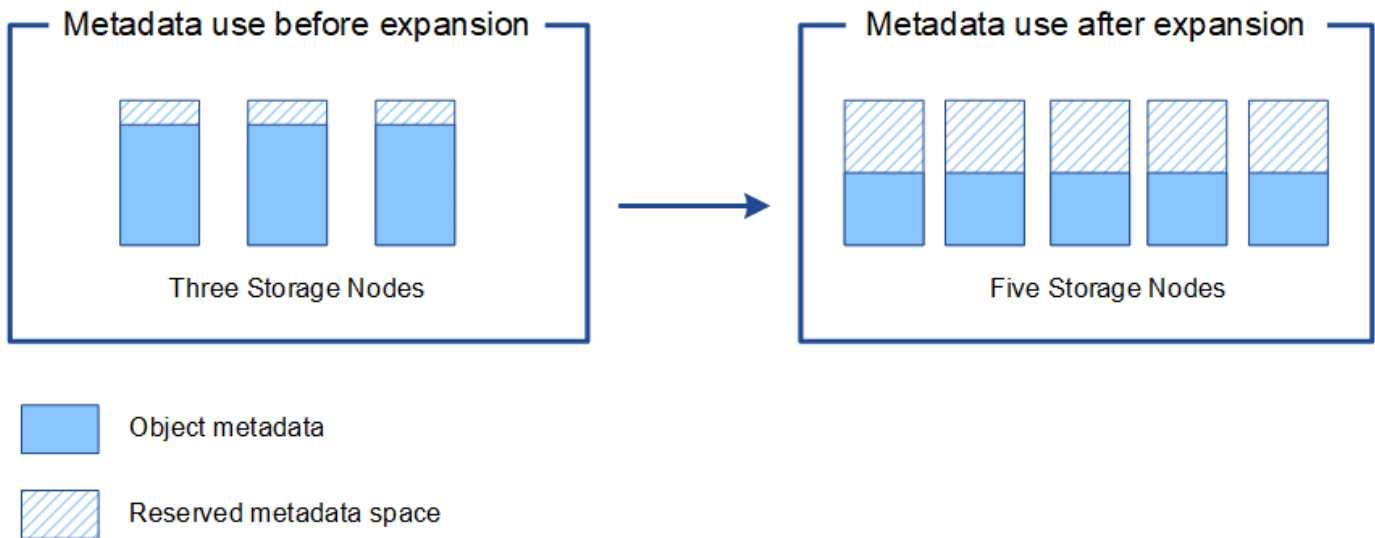 Metadata use before expansion
Metadata use after expansion
Three Storage Nodes
Five Storage Nodes
Object metadata
Reserved metadata space